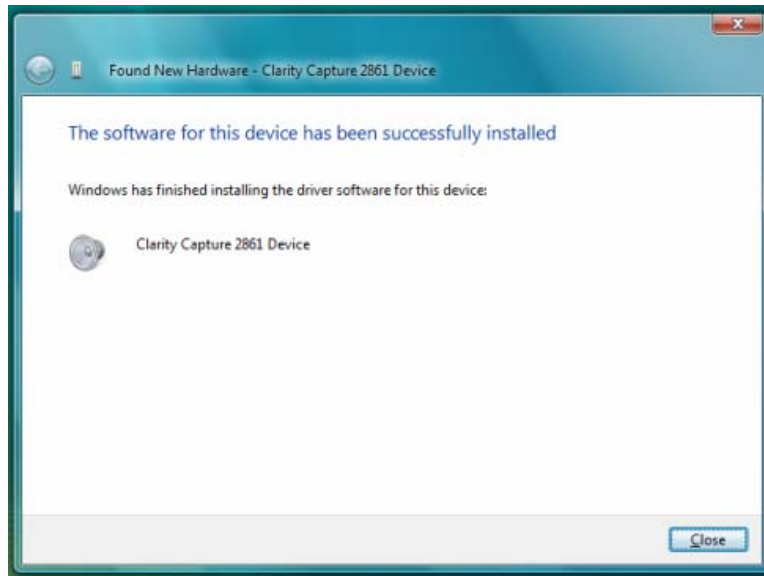 Found New Hardware - Clarity Capture 2861 Device
The software for this device has been successfully installed
Windows has finished installing the driver software for this device:
Clarity Capture 2861 Device
Close